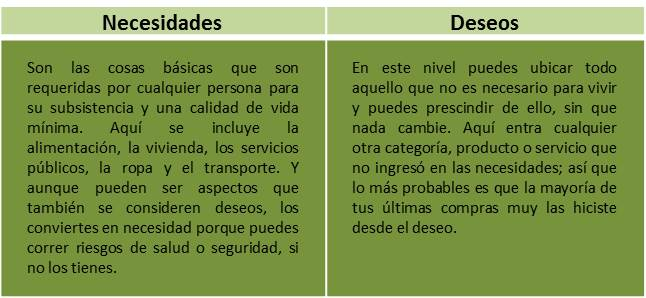 Necesidades
Deseos
Son las cosas básicas que son
requeridas por cualquier persona para
su subsistencia y una calidad de vida
mínima. Aquí se incluye la
alimentación, la vivienda, los servicios
públicos, la ropa y el transporte. Y
aunque pueden ser aspectos que
también se consideren deseos, los
conviertes en necesidad porque puedes
correr riesgos de salud o seguridad, si
no los tienes.
En este nivel puedes ubicar todo
aquello que no es necesario para vivir
y puedes prescindir de ello, sin que
nada cambie. Aquí entra cualquier
otra categoría, producto o servicio que
no ingresó en las necesidades; así que
lo más probables es que la mayoría de
tus últimas compras muy las hiciste
desde el deseo.